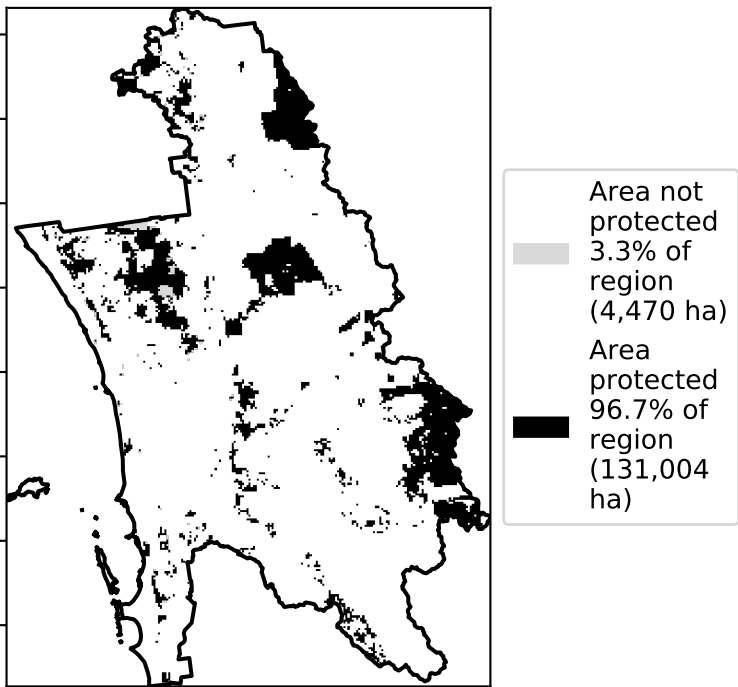 Area not
protected
3.3% of
region
(4,470 ha)
Area
protected
96.7% of
region
(131,004
ha)